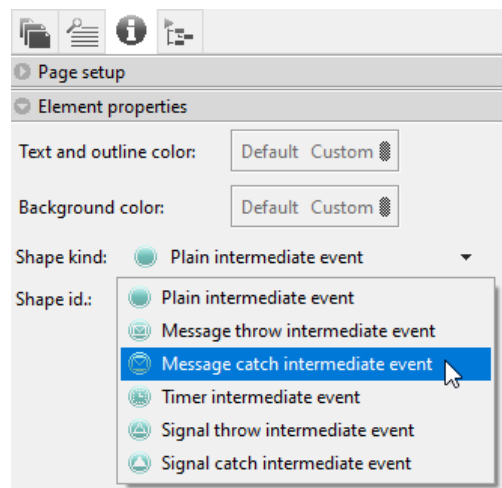 Page setup
Element properties
Text and outline color: Default Custom
Background color: Default Custom
Shape kind: Plain intermediate event
Shape id.:
Plain intermediate event
Message throw intermediate event
Message catch intermediate event
Timer intermediate event
Signal throw intermediate event
Signal catch intermediate event